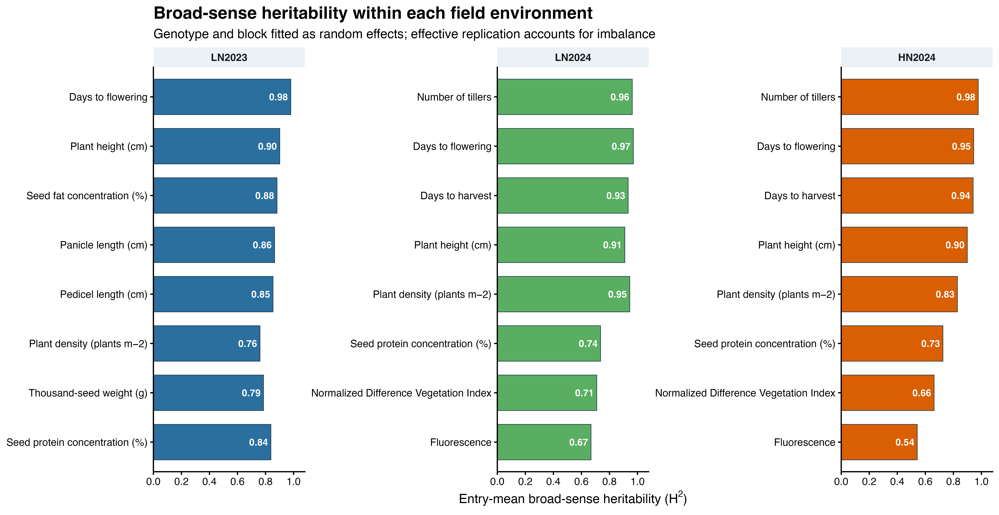 Broad-sense heritability within each field environment
Genotype and block fitted as random effects; effective replication accounts for imbalance
LN2023
Days to flowering 0.98
Plant height (cm) 0.90
Seed fat concentration (%) 0.88
Panicle length (cm) 0.86
Pedicel length (cm) 0.85
Plant density (plants m−2) 0.76
Thousand-seed weight (g) 0.79
Seed protein concentration (%) 0.84
0.0 0.2 0.4 0.6 0.8 1.0
LN2024
Number of tillers 0.96
Days to flowering 0.97
Days to harvest 0.93
Plant height (cm) 0.91
Plant density (plants m−2) 0.95
Seed protein concentration (%) 0.74
Normalized Difference Vegetation Index 0.71
Fluorescence 0.67
0.0 0.2 0.4 0.6 0.8 1.0
HN2024
Number of tillers 0.98
Days to flowering 0.95
Days to harvest 0.94
Plant height (cm) 0.90
Plant density (plants m−2) 0.83
Seed protein concentration (%) 0.73
Normalized Difference Vegetation Index 0.66
Fluorescence 0.54
0.0 0.2 0.4 0.6 0.8 1.0
Entry-mean broad-sense heritability (H²)